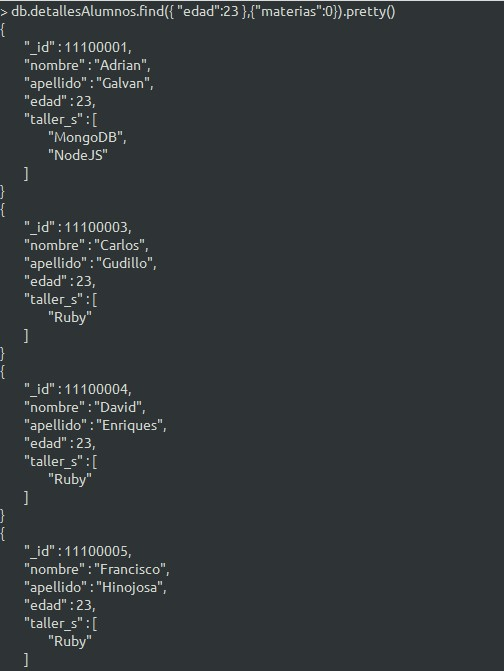 > db.detallesAlumnos.find({ "edad":23 },{"materias":0}).pretty()
{
"_id" : 11100001,
"nombre" : "Adrian",
"apellido" : "Galvan",
"edad" : 23,
"taller_s" : [
"MongoDB",
"NodeJS"
]
}
{
"_id" : 11100003,
"nombre" : "Carlos",
"apellido" : "Gudillo",
"edad" : 23,
"taller_s" : [
"Ruby"
]
}
{
"_id" : 11100004,
"nombre" : "David",
"apellido" : "Enriques",
"edad" : 23,
"taller_s" : [
"Ruby"
]
}
{
"_id" : 11100005,
"nombre" : "Francisco",
"apellido" : "Hinojosa",
"edad" : 23,
"taller_s" : [
"Ruby"
]